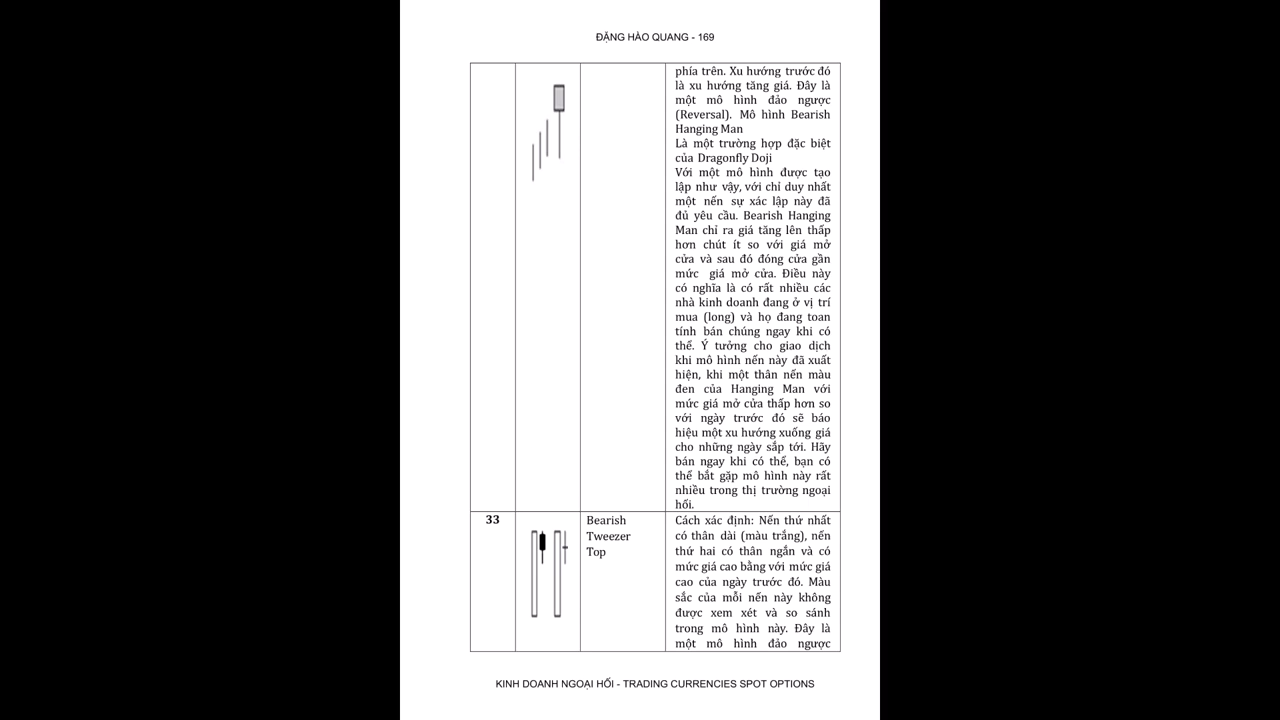 ĐẶNG HÀO QUANG - 169
phía trên. Xu hướng trước đó
là xu hướng tăng giá. Đây là
một mô hình đảo ngược
(Reversal). Mô hình Bearish
Hanging Man
Là một trường hợp đặc biệt
của Dragonfly Doji
Với một mô hình được tạo
lập như vậy, với chỉ duy nhất
một nến sự xác lập này đã
đủ yêu cầu. Bearish Hanging
Man chỉ ra giá tăng lên thấp
hơn chút ít so với giá mở
cửa và sau đó đóng cửa gần
mức giá mở cửa. Điều này
có nghĩa là có rất nhiều các
nhà kinh doanh đang ở vị trí
mua (long) và họ đang toan
tính bán chúng ngay khi có
thể. Ý tưởng cho giao dịch
khi mô hình nến này đã xuất
hiện, khi một thân nến màu
đen của Hanging Man với
mức giá mở cửa thấp hơn so
với ngày trước đó sẽ báo
hiệu một xu hướng xuống giá
cho những ngày sắp tới. Hãy
bán ngay khi có thể, bạn có
thể bắt gặp mô hình này rất
nhiều trong thị trường ngoại
hối.
33
Bearish
Tweezer
Top
Cách xác định: Nến thứ nhất
có thân dài (màu trắng), nến
thứ hai có thân ngắn và có
mức giá cao bằng với mức giá
cao của ngày trước đó. Màu
sắc của mỗi nến này không
được xem xét và so sánh
trong mô hình này. Đây là
một mô hình đảo ngược
KINH DOANH NGOẠI HỐI - TRADING CURRENCIES SPOT OPTIONS